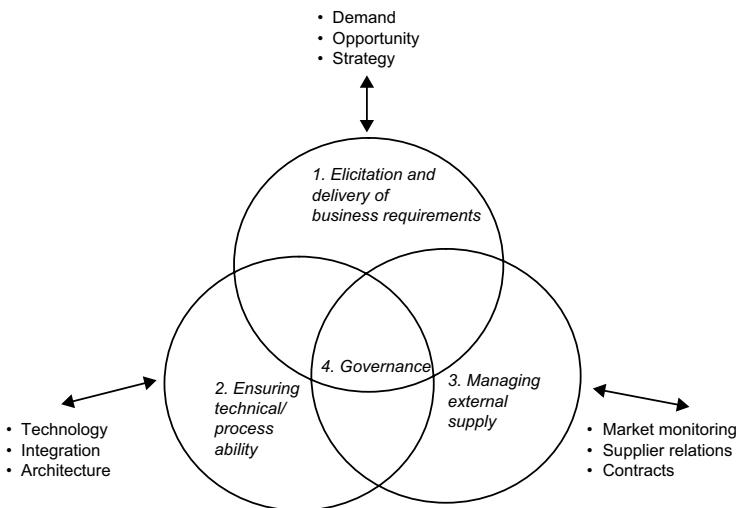 • Demand
• Opportunity
• Strategy
1. Elicitation and
delivery of
business requirements
4. Governance
2. Ensuring
technical/
process
ability
3. Managing
external
supply
• Technology
• Integration
• Architecture
• Market monitoring
• Supplier relations
• Contracts